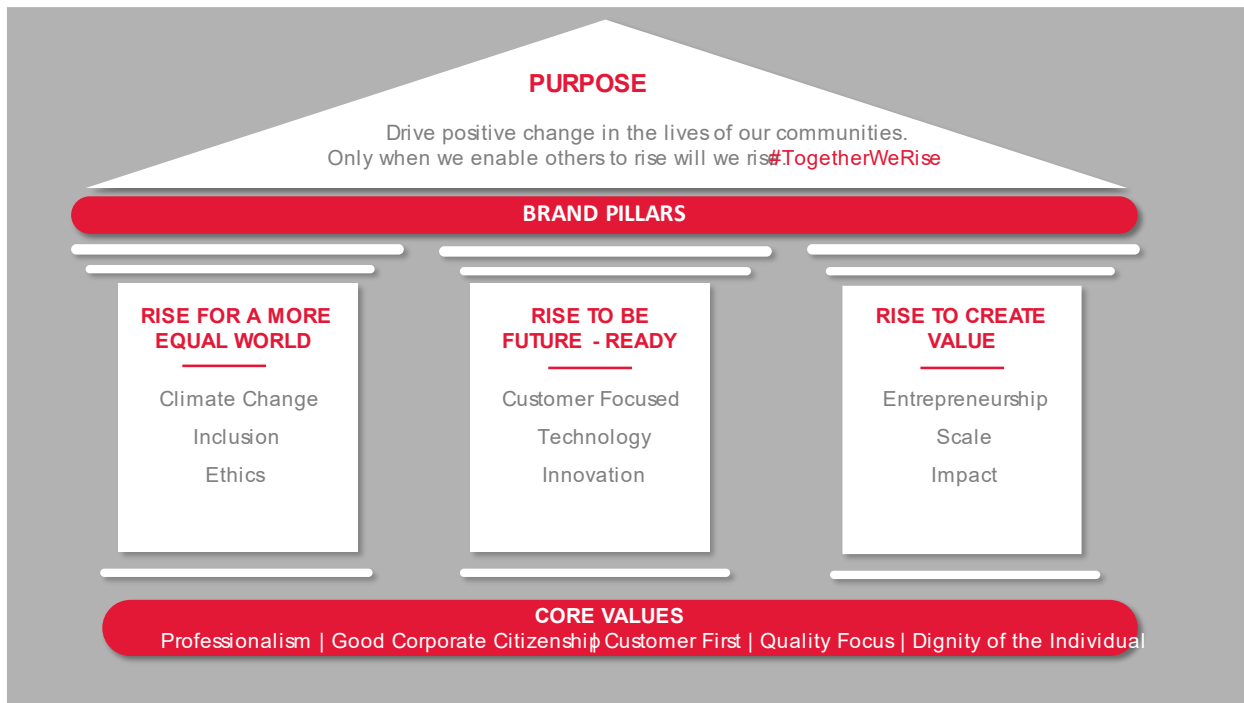 PURPOSE
Drive positive change in the lives of our communities.
Only when we enable others to rise will we rise. #TogetherWeRise
BRAND PILLARS
RISE FOR A MORE
EQUAL WORLD
Climate Change
Inclusion
Ethics
RISE TO BE
FUTURE - READY
Customer Focused
Technology
Innovation
RISE TO CREATE
VALUE
Entrepreneurship
Scale
Impact
CORE VALUES
Professionalism | Good Corporate Citizenship | Customer First | Quality Focus | Dignity of the Individual